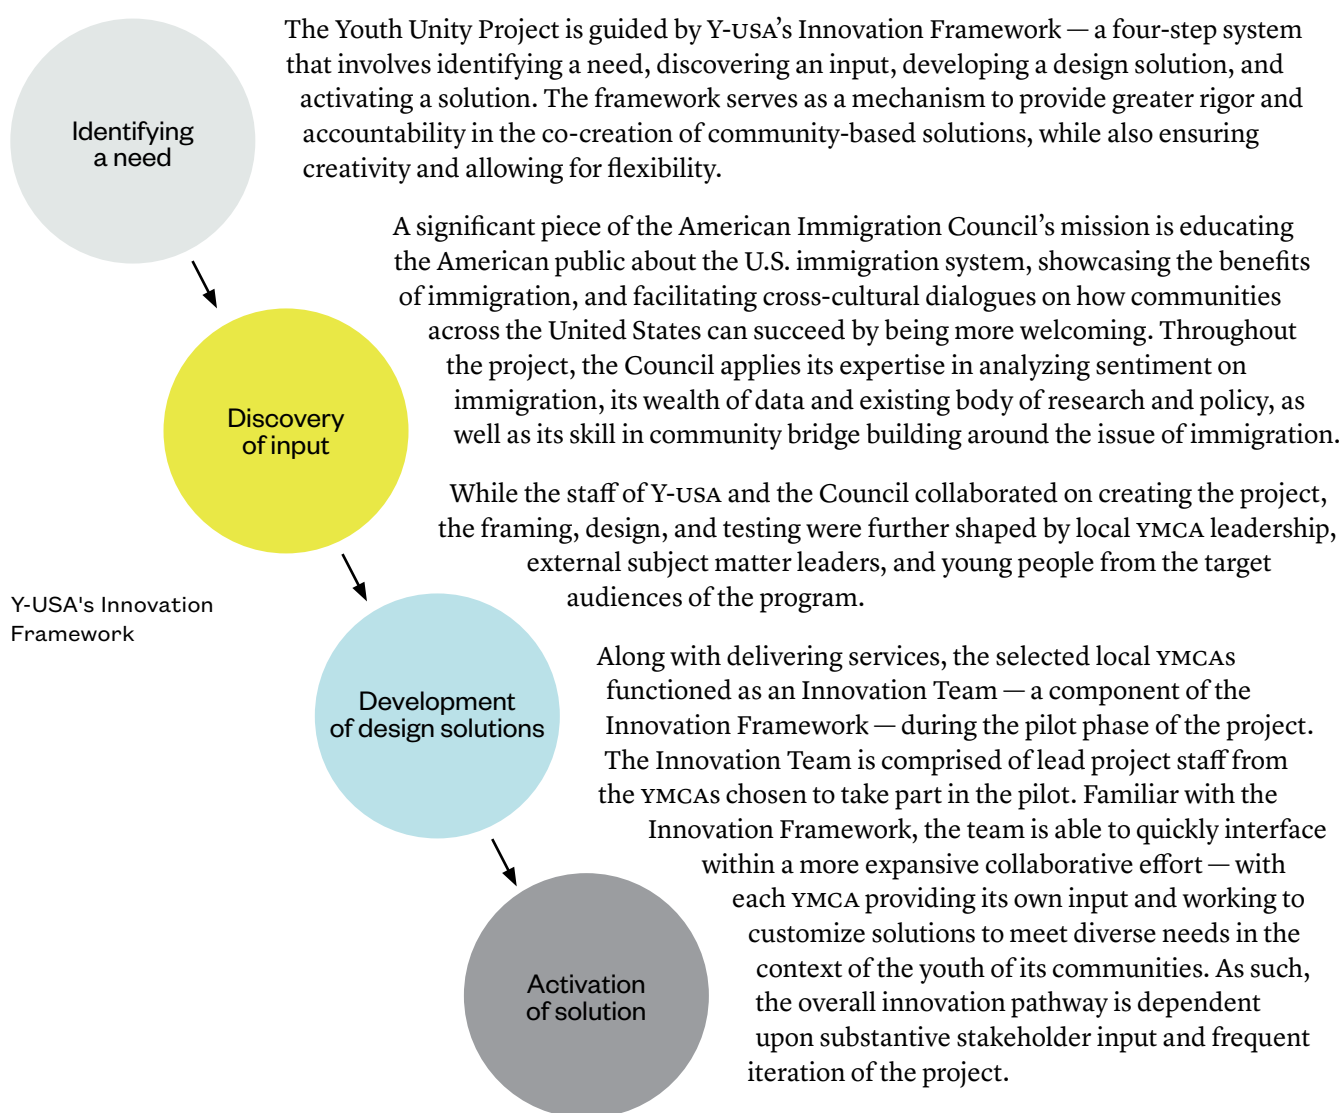 The Youth Unity Project is guided by Y-USA’s Innovation Framework — a four-step system
that involves identifying a need, discovering an input, developing a design solution, and
activating a solution. The framework serves as a mechanism to provide greater rigor and
accountability in the co-creation of community-based solutions, while also ensuring
creativity and allowing for flexibility.
Identifying
a need
A significant piece of the American Immigration Council’s mission is educating
the American public about the U.S. immigration system, showcasing the benefits
of immigration, and facilitating cross-cultural dialogues on how communities
across the United States can succeed by being more welcoming. Throughout
the project, the Council applies its expertise in analyzing sentiment on
immigration, its wealth of data and existing body of research and policy, as
well as its skill in community bridge building around the issue of immigration.
Discovery
of input
While the staff of Y-USA and the Council collaborated on creating the project,
the framing, design, and testing were further shaped by local YMCA leadership,
external subject matter leaders, and young people from the target
audiences of the program.
Y-USA's Innovation
Framework
Along with delivering services, the selected local YMCAs
functioned as an Innovation Team — a component of the
Innovation Framework — during the pilot phase of the project.
The Innovation Team is comprised of lead project staff from
the YMCAs chosen to take part in the pilot. Familiar with the
Innovation Framework, the team is able to quickly interface
within a more expansive collaborative effort — with
each YMCA providing its own input and working to
customize solutions to meet diverse needs in the
context of the youth of its communities. As such,
the overall innovation pathway is dependent
upon substantive stakeholder input and frequent
iteration of the project.
Development
of design solutions
Activation
of solution